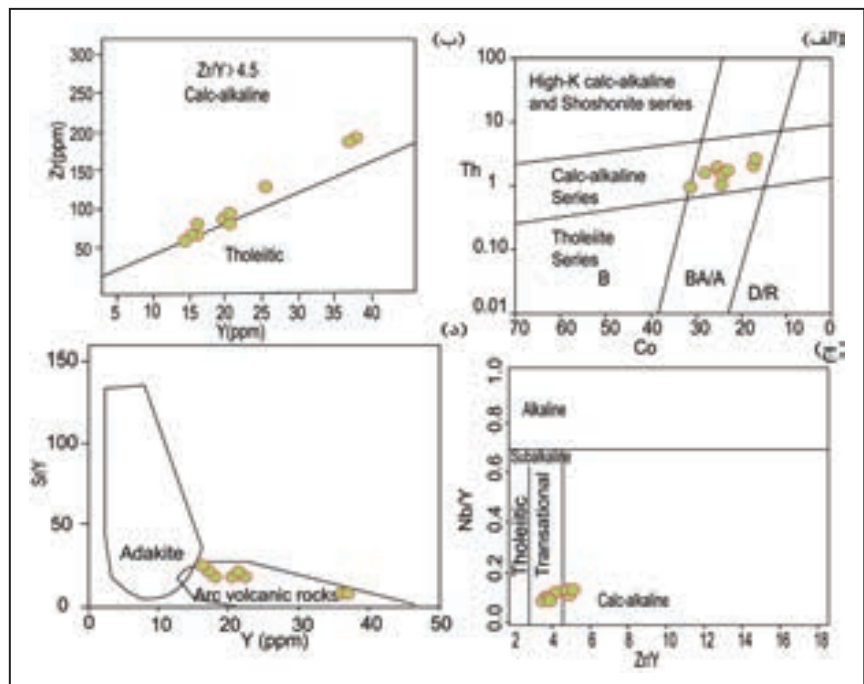 (ب)
300
250
200
150
100
50
Zr(ppm)
Zr/Y› 4.5
Calc-alkaline
Tholeiitic
5 10 15 20 25 30 35 40
Y(ppm)
(الف)
100
10
Th
1
0.10
0.01
High-K calc-alkaline
and Shoshonite series
Calc-alkaline
Series
Tholeiite
Series
B
BA/A
D/R
70 60 50 40 30 20 10 0
Co
(د)
150
100
50
0
Sr/Y
Adakite
Arc volcanic rocks
0 10 20 30 40 50
Y (ppm)
(ج)
1.0
0.8
0.6
0.4
0.2
0.0
Nb/Y
Alkaline
Subalkaline
Tholeiitic
Transational
Calc-alkaline
2 4 6 8 10 12 14 16 18
Zr/Y